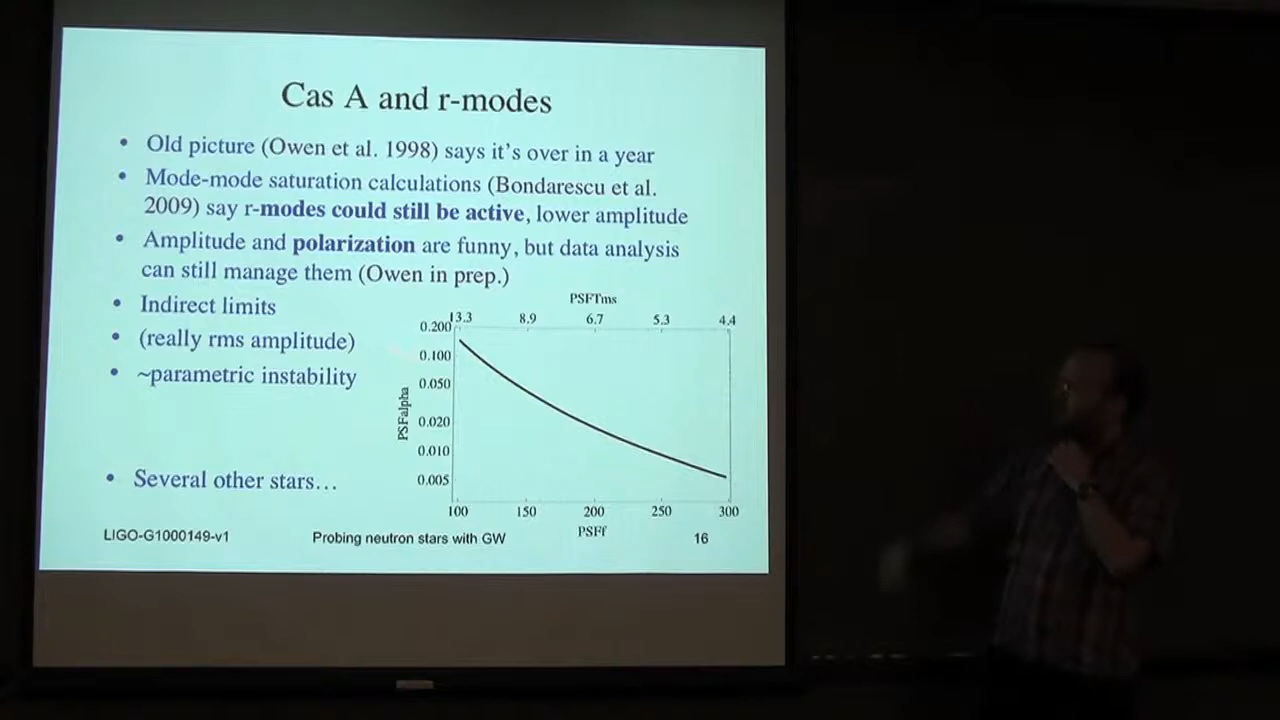 Cas A and r-modes
• Old picture (Owen et al. 1998) says it's over in a year
• Mode-mode saturation calculations (Bondarescu et al.
2009) say r-modes could still be active, lower amplitude
• Amplitude and polarization are funny, but data analysis
can still manage them (Owen in prep.)
• Indirect limits
• (really rms amplitude)
• ~parametric instability
PSFTms
13.3 8.9 6.7 5.3 4.4
0.200
0.100
0.050
0.020
0.010
0.005
PSFalpha
100 150 200 250 300
PSFf
• Several other stars…
LIGO-G1000149-v1 Probing neutron stars with GW 16